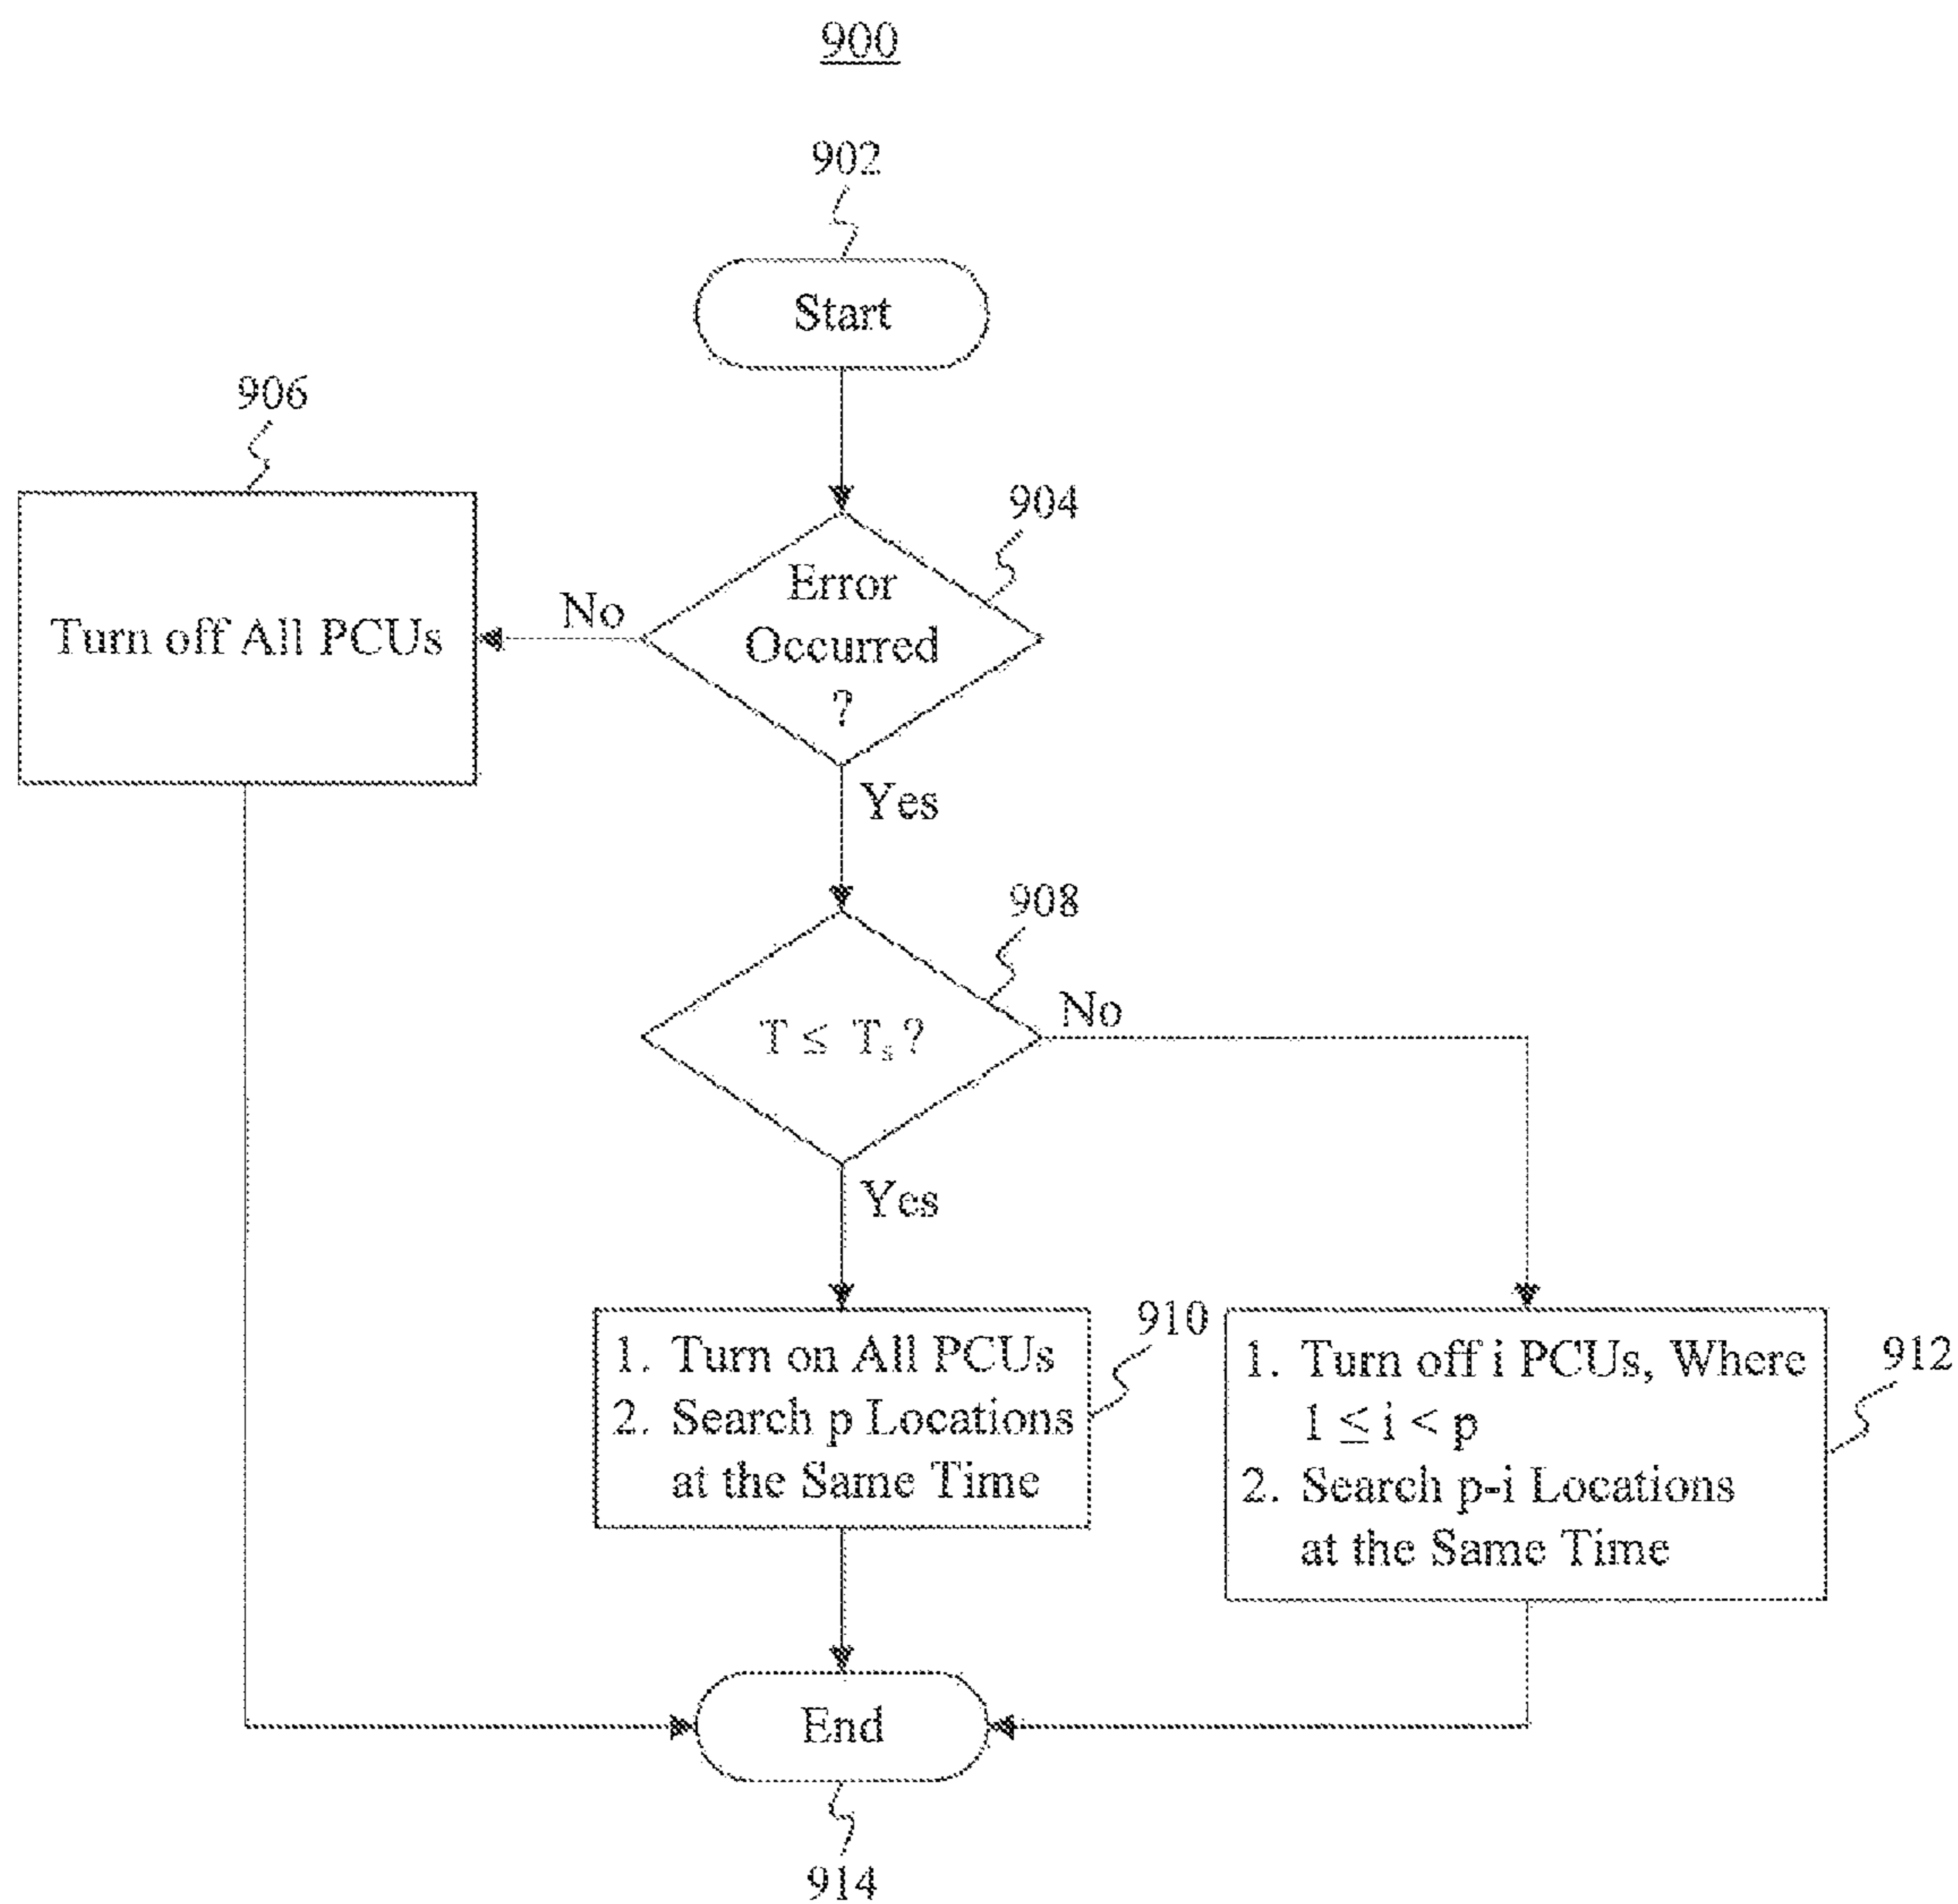 900
902
Start
906
904
Error
Occurred
?
No
Turn off All PCUs
Yes
908
T ≤ Tₛ ?
No
Yes
910
1. Turn on All PCUs
2. Search p Locations
at the Same Time
912
1. Turn off i PCUs, Where
1 ≤ i < p
2. Search p-i Locations
at the Same Time
End
914